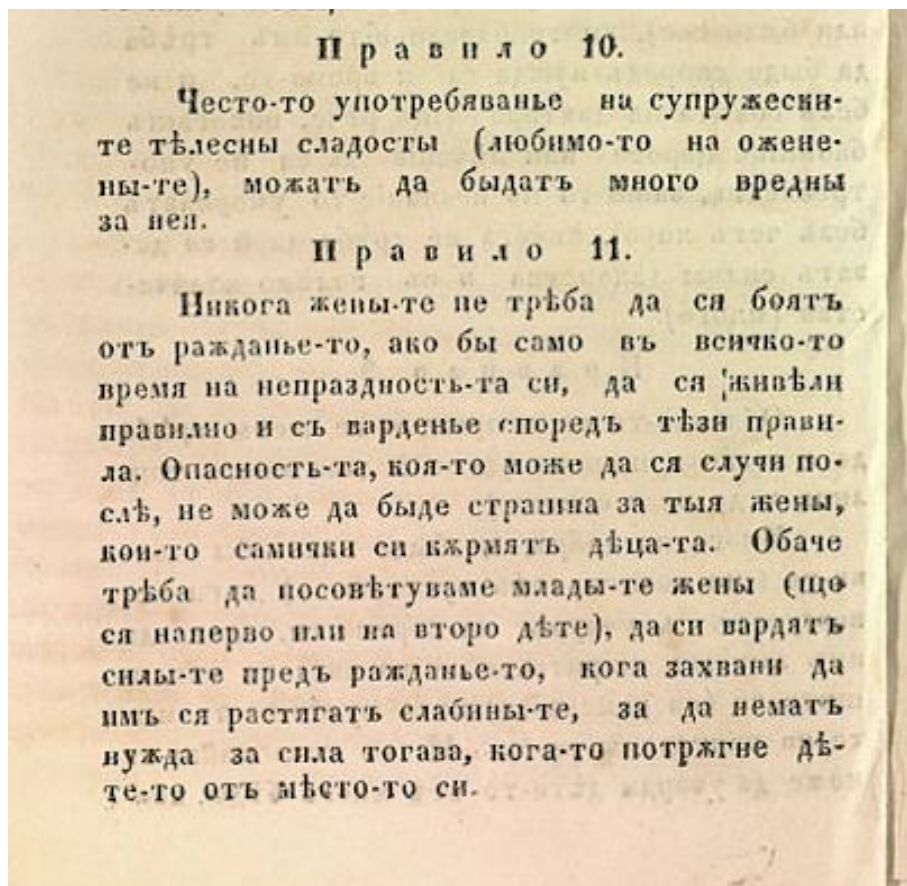 Правило 10.
Често-то употребяванье на супружески-
те тѣлесны сладосты (любимо-то на ожене-
ны-те), можатъ да быдатъ много вредны
за нея.
Правило 11.
Никога жены-те не трѣба да ся боятъ
отъ ражданье-то, ако бы само въ всичко-то
время на непраздность-та си, да ся живѣли
правилно и съ варденье споредъ тѣзи прави-
ла. Опасность-та, коя-то може да ся случи по-
слѣ, не може да быде страшна за тыя жены,
кои-то самички си кѫрмятъ дѣца-та. Обаче
трѣба да посовѣтуваме млады-те жены (що
ся наперво или на второ дѣте), да си вардятъ
силы-те предъ ражданье-то, кога захвани да
имъ ся растягатъ слабины-те, за да нематъ
нужда за сила тогава, кога-то потрѫгне дѣ-
те-то отъ мѣсто-то си.